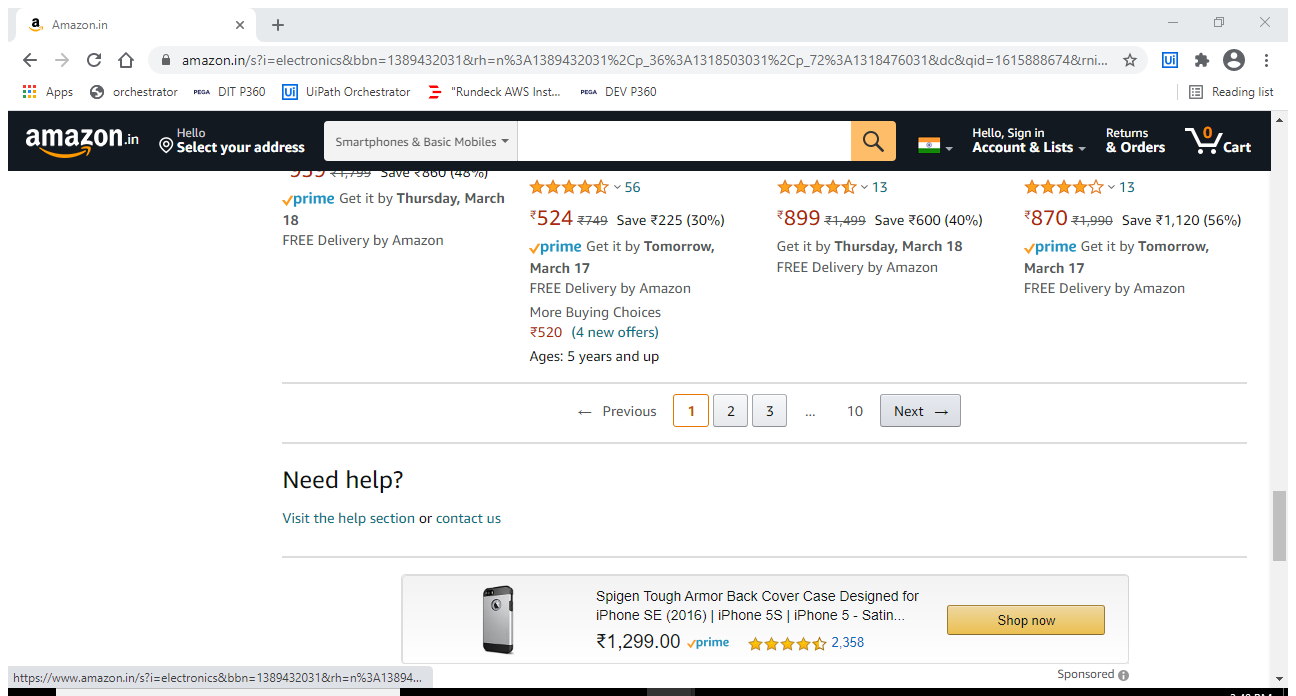 Amazon.in
amazon.in/s?i=electronics&bbn=1389432031&rh=n%3A1389432031%2Cp_36%3A1318503031%2Cp_72%3A1318476031&dc&qid=1615888674&rni...
Apps orchestrator PEGA DIT P360 Ui UiPath Orchestrator "Rundeck AWS Inst... PEGA DEV P360 Reading list
amazon.in
Hello
Select your address
Smartphones & Basic Mobiles
Hello, Sign in
Account & Lists
Returns
& Orders
0
Cart
959 ₹1,799 Save ₹860 (48%)
prime Get it by Thursday, March
18
FREE Delivery by Amazon
56
₹524 ₹749 Save ₹225 (30%)
prime Get it by Tomorrow,
March 17
FREE Delivery by Amazon
More Buying Choices
₹520 (4 new offers)
Ages: 5 years and up
13
₹899 ₹1,499 Save ₹600 (40%)
Get it by Thursday, March 18
FREE Delivery by Amazon
13
₹870 ₹1,990 Save ₹1,120 (56%)
prime Get it by Tomorrow,
March 17
FREE Delivery by Amazon
← Previous 1 2 3 ... 10 Next →
Need help?
Visit the help section or contact us
Spigen Tough Armor Back Cover Case Designed for
iPhone SE (2016) | iPhone 5S | iPhone 5 - Satin...
₹1,299.00 prime 2,358
Shop now
Sponsored
https://www.amazon.in/s?i=electronics&bbn=1389432031&rh=n%3A13894...